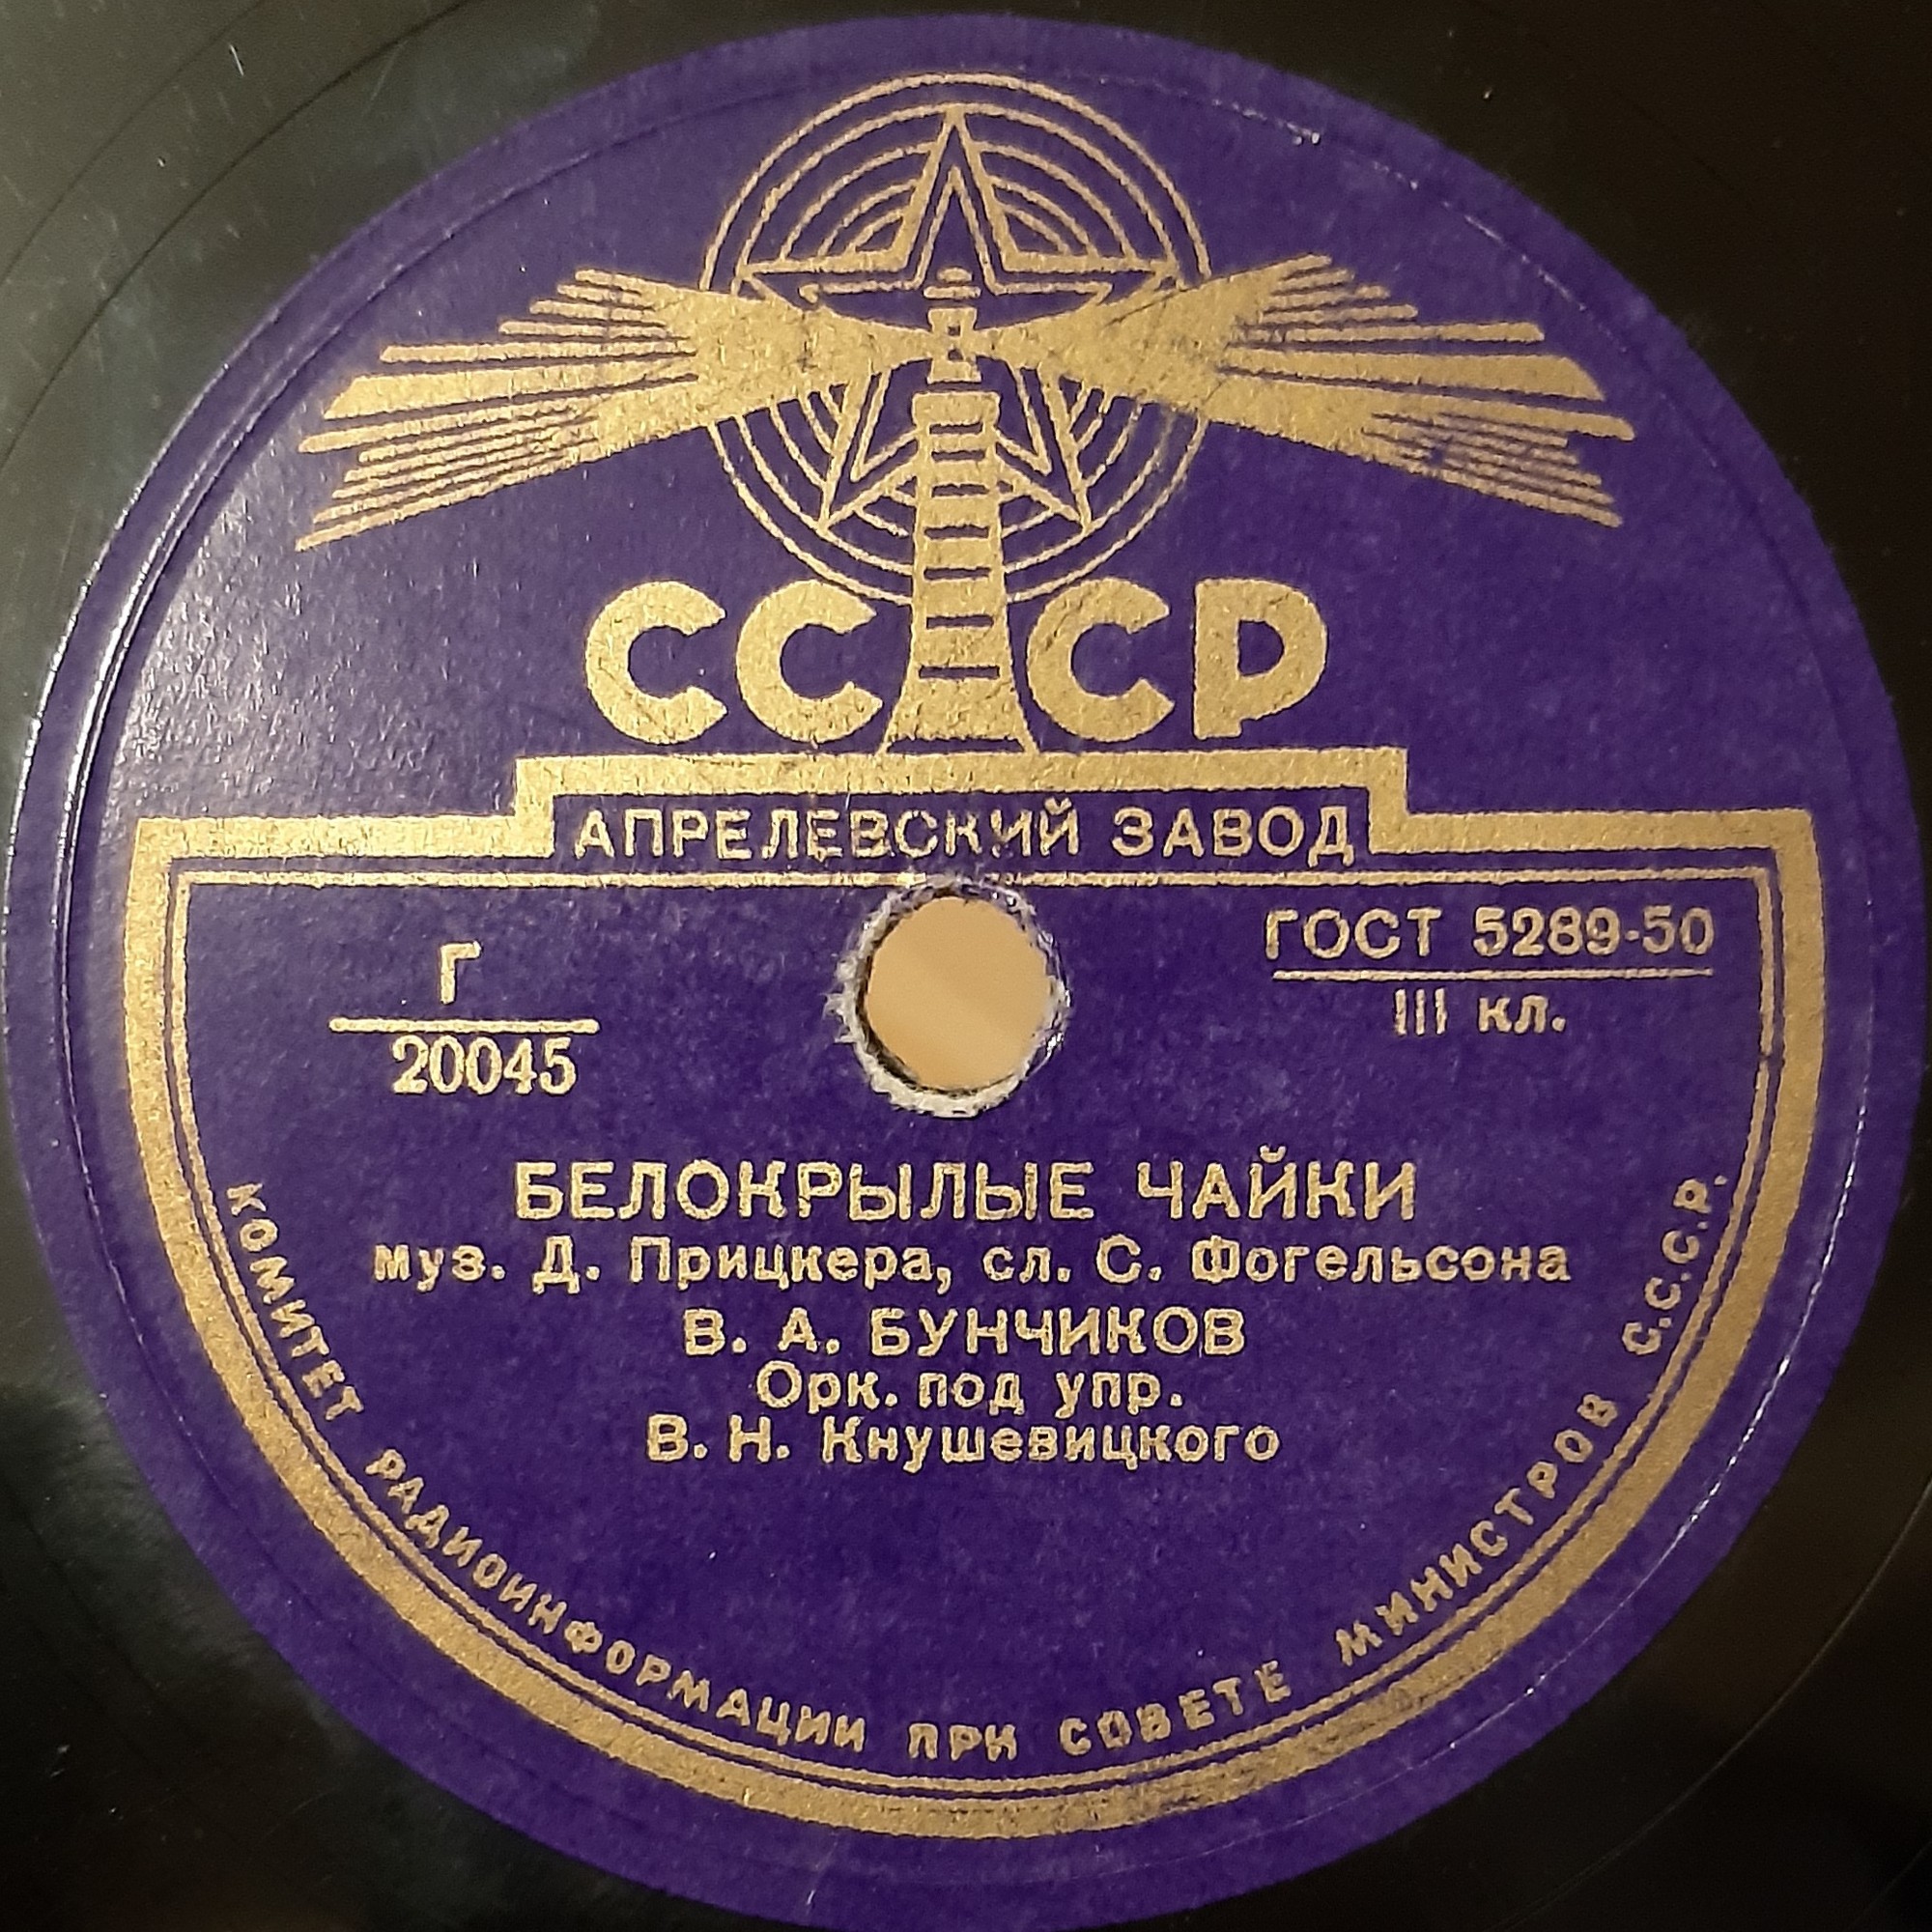 СССР
АПРЕЛЕВСКИЙ ЗАВОД
Г
20045
ГОСТ 5289-50
III кл.
БЕЛОКРЫЛЫЕ ЧАЙКИ
муз. Д. Прицкера, сл. С. Фогельсона
В. А. БУНЧИКОВ
Орк. под упр.
В. Н. Кнушевицкого
КОМИТЕТ РАДИОИНФОРМАЦИИ ПРИ СОВЕТЕ МИНИСТРОВ С.С.С.Р.